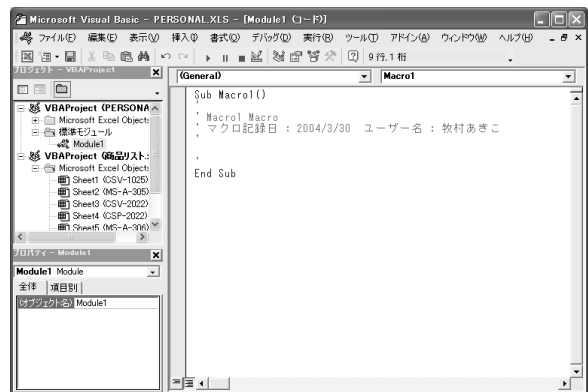 Microsoft Visual Basic - PERSONAL.XLS - [Module1 (コード)]
ファイル(F) 編集(E) 表示(V) 挿入(I) 書式(O) デバッグ(D) 実行(R) ツール(T) アドイン(A) ウィンドウ(W) ヘルプ(H)
9行,1桁
プロジェクト - VBAProject
VBAProject (PERSONA
Microsoft Excel Object:
標準モジュール
Module1
VBAProject (商品リスト.:
Microsoft Excel Object:
Sheet1 (CSV-1025)
Sheet2 (MS-A-305)
Sheet3 (CSV-2022)
Sheet4 (CSP-2022)
Sheet5 (MS-A-306)
プロパティ - Module1
Module1 Module
全体 項目別
(オブジェクト名) Module1
(General) Macro1
Sub Macro1()
'
' Macro1 Macro
' マクロ記録日 : 2004/3/30 ユーザー名 : 牧村あきこ
'
'
End Sub